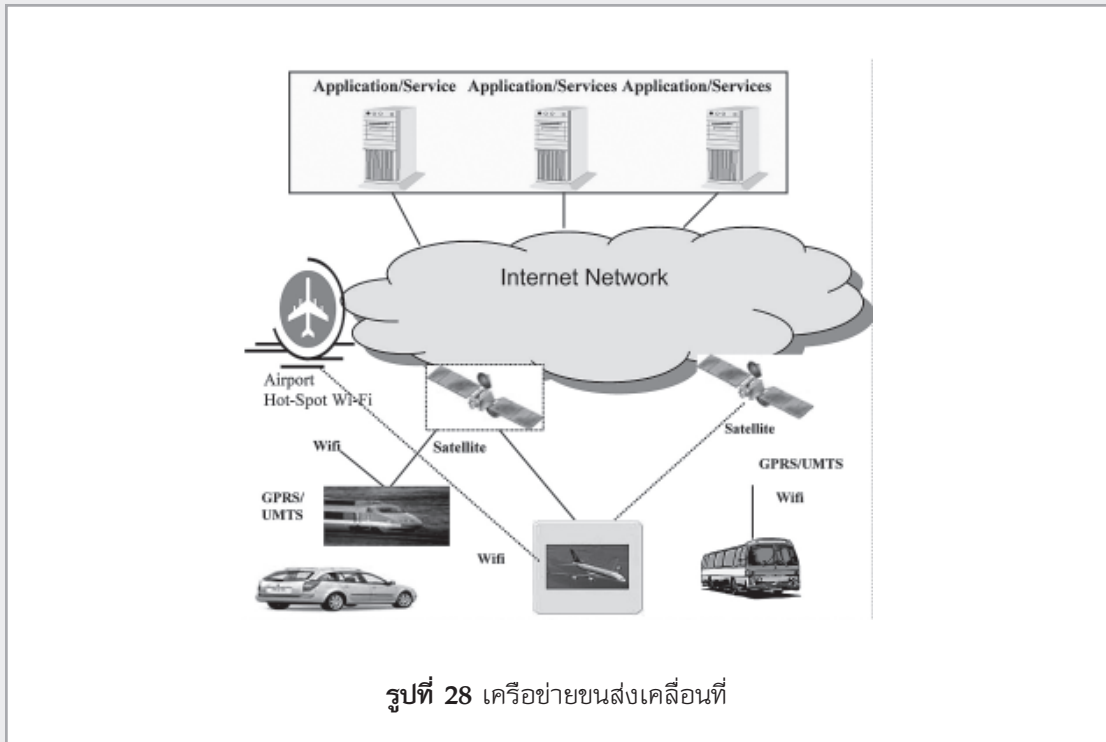 Application/Service Application/Services Application/Services
Internet Network
Airport
Hot-Spot Wi-Fi
Wifi
Satellite
Satellite
GPRS/UMTS
GPRS/
UMTS
Wifi
Wifi
รูปที่ 28 เครือข่ายขนส่งเคลื่อนที่